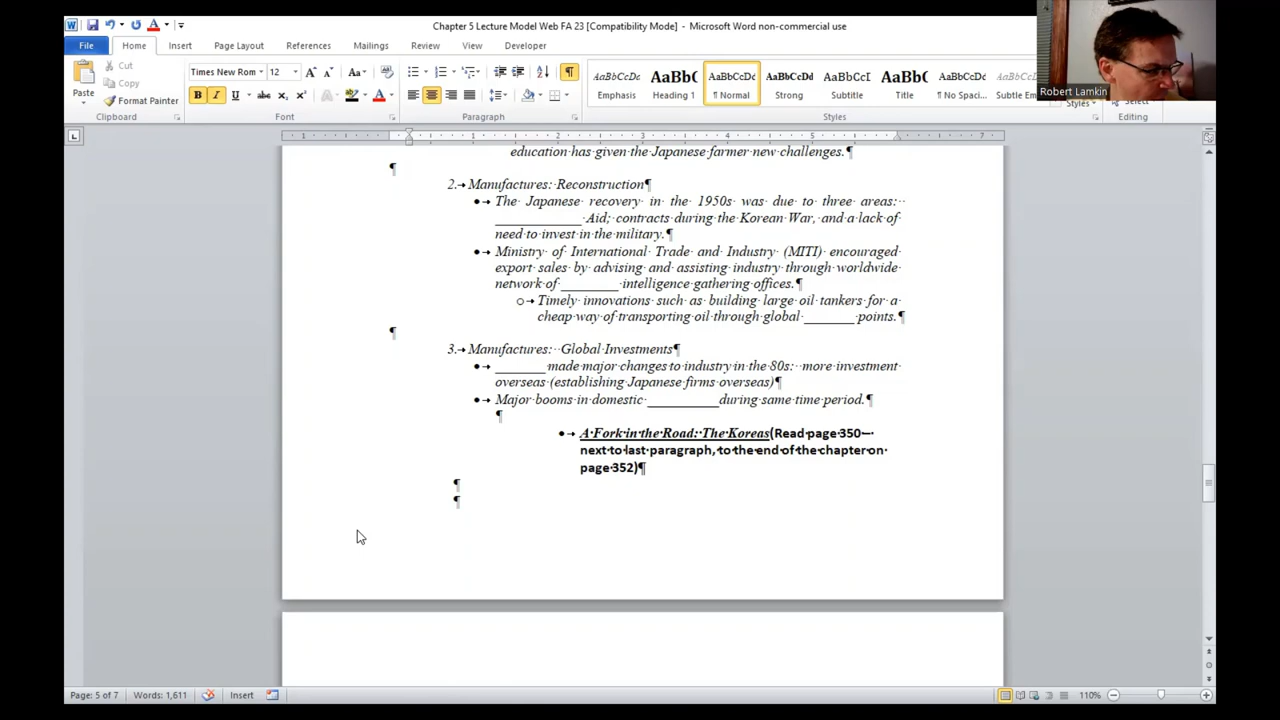 Chapter 5 Lecture Model Web FA 23 [Compatibility Mode] - Microsoft Word non-commercial use
File Home Insert Page Layout References Mailings Review View Developer
Paste
Cut
Copy
Format Painter
Clipboard
Times New Rom 12
Font
Paragraph
AaBbCcDc AaBbC AaBbCcDc AaBbCcDd AaBbCcDc AaBbC AaBbCcDc AaBbCcDc
Emphasis Heading 1 ¶ Normal Strong Subtitle Title ¶ No Spaci... Subtle Em
Styles
Styles
Select
Editing
Robert Lamkin
education has given the Japanese farmer new challenges.¶
¶
2. Manufactures: Reconstruction¶
The Japanese recovery in the 1950s was due to three areas:
____________ Aid; contracts during the Korean War, and a lack of
need to invest in the military.¶
Ministry of International Trade and Industry (MITI) encouraged
export sales by advising and assisting industry through worldwide
network of ________ intelligence gathering offices.¶
Timely innovations such as building large oil tankers for a
cheap way of transporting oil through global _______ points.¶
¶
3. Manufactures: Global Investments¶
_______ made major changes to industry in the 80s: more investment
overseas (establishing Japanese firms overseas)¶
Major booms in domestic __________during same time period.¶
¶
A Fork in the Road: The Koreas(Read page 350 –
next to last paragraph, to the end of the chapter on
page 352)¶
¶
¶
Page: 5 of 7 Words: 1,611 Insert 110%